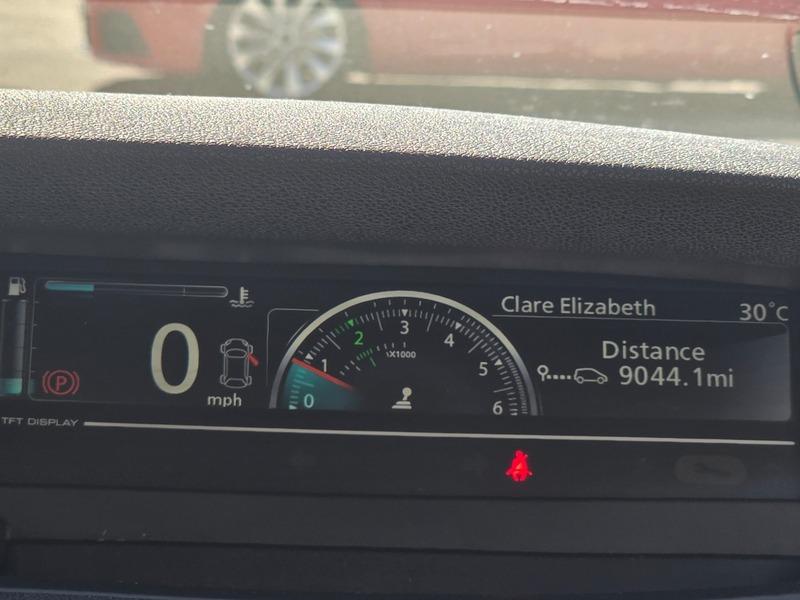 Clare Elizabeth
30°C
Distance
9044.1mi
0
mph
P
0
1
2
3
4
5
6
X1000
TFT DISPLAY